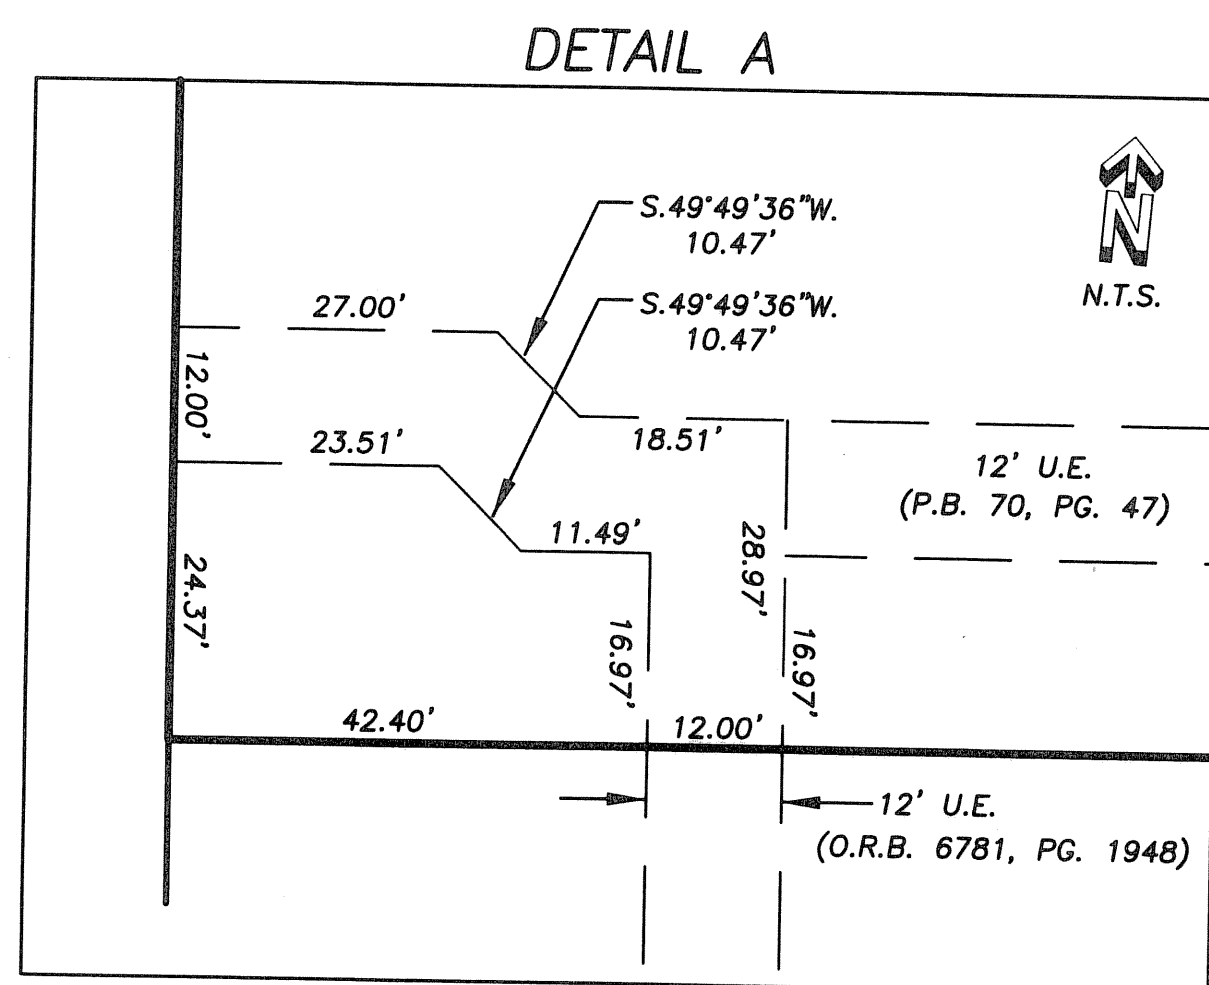 DETAIL A
S.49°49'36"W.
10.47'
N
N.T.S.
S.49°49'36"W.
10.47'
27.00'
12.00'
23.51'
18.51'
12' U.E.
(P.B. 70, PG. 47)
11.49'
28.97'
24.37'
16.97'
16.97'
42.40'
12.00'
12' U.E.
(O.R.B. 6781, PG. 1948)